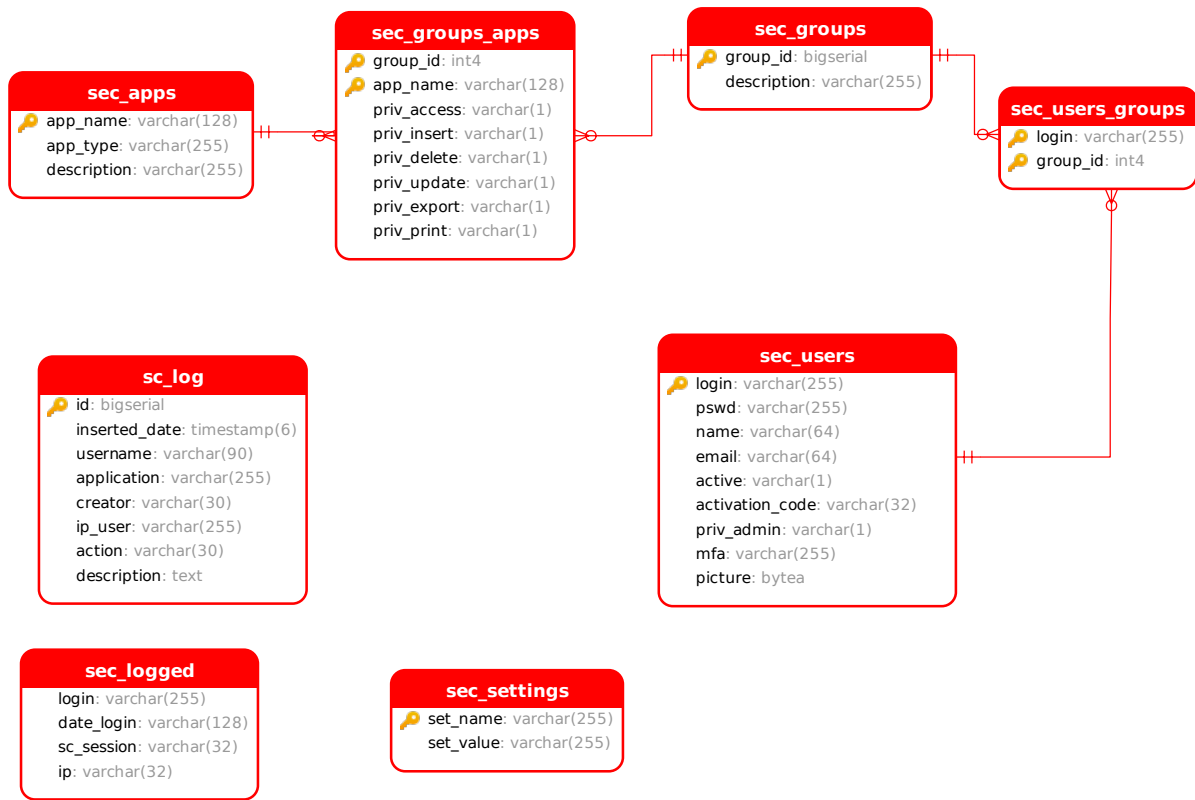 sec_apps
app_name: varchar(128)
app_type: varchar(255)
description: varchar(255)
sec_groups_apps
group_id: int4
app_name: varchar(128)
priv_access: varchar(1)
priv_insert: varchar(1)
priv_delete: varchar(1)
priv_update: varchar(1)
priv_export: varchar(1)
priv_print: varchar(1)
sec_groups
group_id: bigserial
description: varchar(255)
sec_users_groups
login: varchar(255)
group_id: int4
sc_log
id: bigserial
inserted_date: timestamp(6)
username: varchar(90)
application: varchar(255)
creator: varchar(30)
ip_user: varchar(255)
action: varchar(30)
description: text
sec_users
login: varchar(255)
pswd: varchar(255)
name: varchar(64)
email: varchar(64)
active: varchar(1)
activation_code: varchar(32)
priv_admin: varchar(1)
mfa: varchar(255)
picture: bytea
sec_logged
login: varchar(255)
date_login: varchar(128)
sc_session: varchar(32)
ip: varchar(32)
sec_settings
set_name: varchar(255)
set_value: varchar(255)